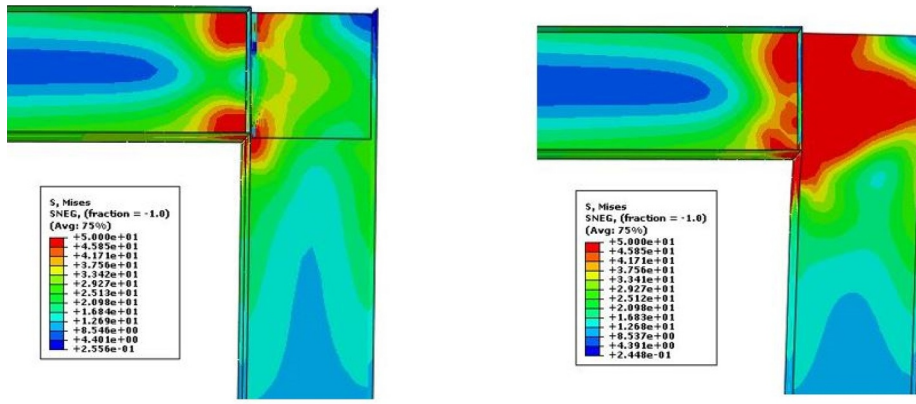 S, Mises
SNEG, (fraction = -1.0)
(Avg: 75%)
+5.000e+01
+4.585e+01
+4.171e+01
+3.756e+01
+3.342e+01
+2.927e+01
+2.513e+01
+2.098e+01
+1.684e+01
+1.269e+01
+8.546e+00
+4.401e+00
+2.556e-01
S, Mises
SNEG, (fraction = -1.0)
(Avg: 75%)
+5.000e+01
+4.585e+01
+4.171e+01
+3.756e+01
+3.341e+01
+2.927e+01
+2.512e+01
+2.098e+01
+1.683e+01
+1.268e+01
+8.537e+00
+4.391e+00
+2.448e-01